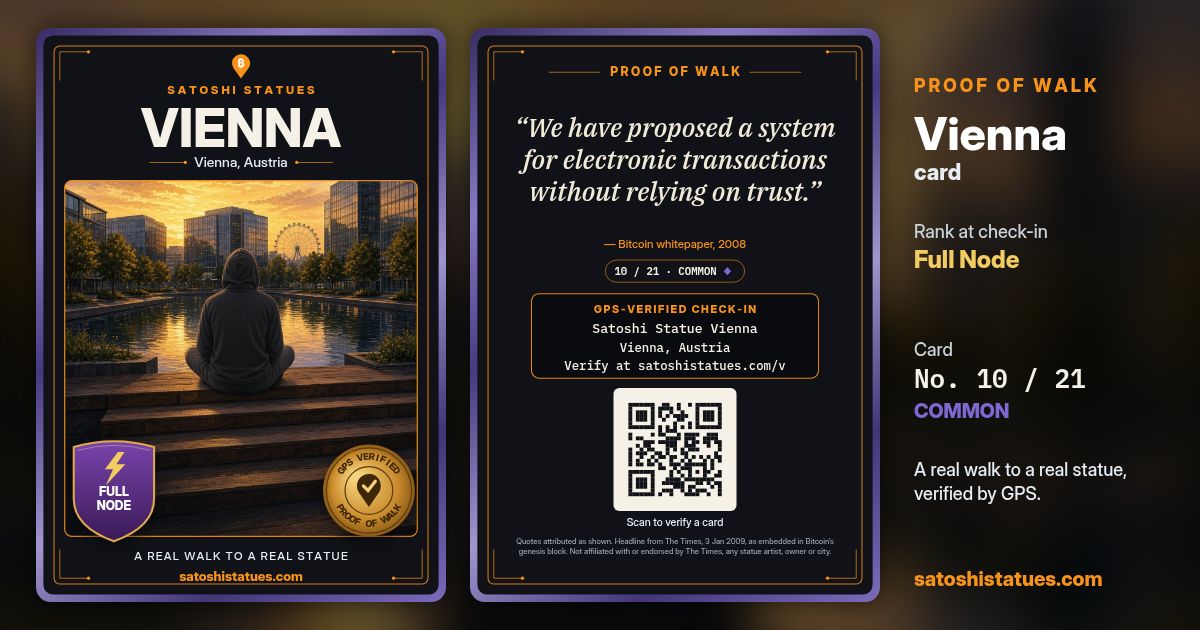 SATOSHI STATUES
VIENNA
Vienna, Austria
FULL
NODE
GPS VERIFIED
PROOF OF WALK
A REAL WALK TO A REAL STATUE
satoshistatues.com
PROOF OF WALK
“We have proposed a system
for electronic transactions
without relying on trust.”
— Bitcoin whitepaper, 2008
10 / 21 · COMMON
GPS-VERIFIED CHECK-IN
Satoshi Statue Vienna
Vienna, Austria
Verify at satoshistatues.com/v
Scan to verify a card
Quotes attributed as shown. Headline from The Times, 3 Jan 2009, as embedded in Bitcoin's
genesis block. Not affiliated with or endorsed by The Times, any statue artist, owner or city.
PROOF OF WALK
Vienna
card
Rank at check-in
Full Node
Card
No. 10 / 21
COMMON
A real walk to a real statue,
verified by GPS.
satoshistatues.com